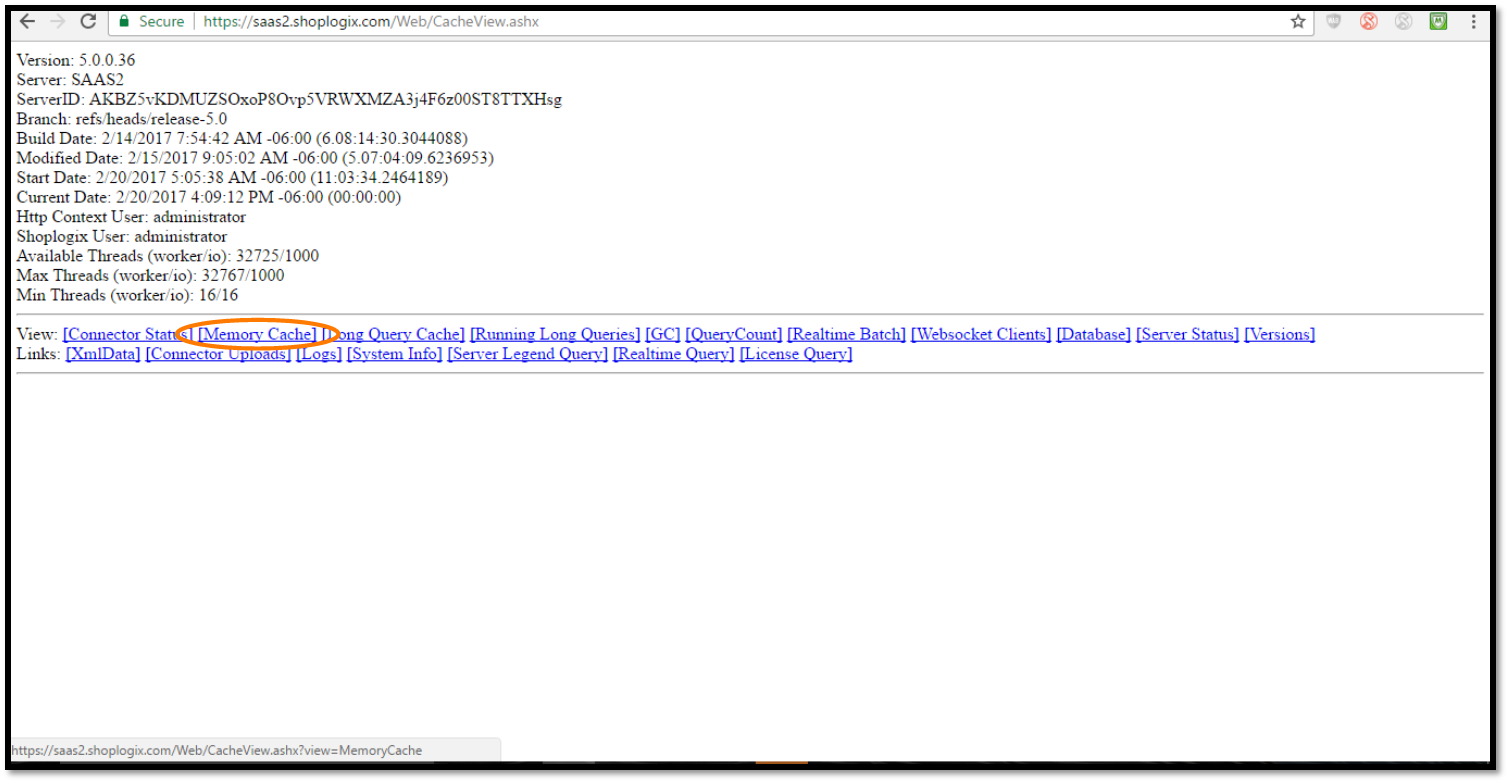 Secure https://saas2.shoplogix.com/Web/CacheView.ashx
Version: 5.0.0.36
Server: SAAS2
ServerID: AKBZ5vKDMUZSOxoP8Ovp5VRWXMZA3j4F6z00ST8TTXHsg
Branch: refs/heads/release-5.0
Build Date: 2/14/2017 7:54:42 AM -06:00 (6.08:14:30.3044088)
Modified Date: 2/15/2017 9:05:02 AM -06:00 (5.07:04:09.6236953)
Start Date: 2/20/2017 5:05:38 AM -06:00 (11:03:34.2464189)
Current Date: 2/20/2017 4:09:12 PM -06:00 (00:00:00)
Http Context User: administrator
Shoplogix User: administrator
Available Threads (worker/io): 32725/1000
Max Threads (worker/io): 32767/1000
Min Threads (worker/io): 16/16
View: [Connector Status] [Memory Cache] [Long Query Cache] [Running Long Queries] [GC] [QueryCount] [Realtime Batch] [Websocket Clients] [Database] [Server Status] [Versions]
Links: [XmlData] [Connector Uploads] [Logs] [System Info] [Server Legend Query] [Realtime Query] [License Query]
https://saas2.shoplogix.com/Web/CacheView.ashx?view=MemoryCache